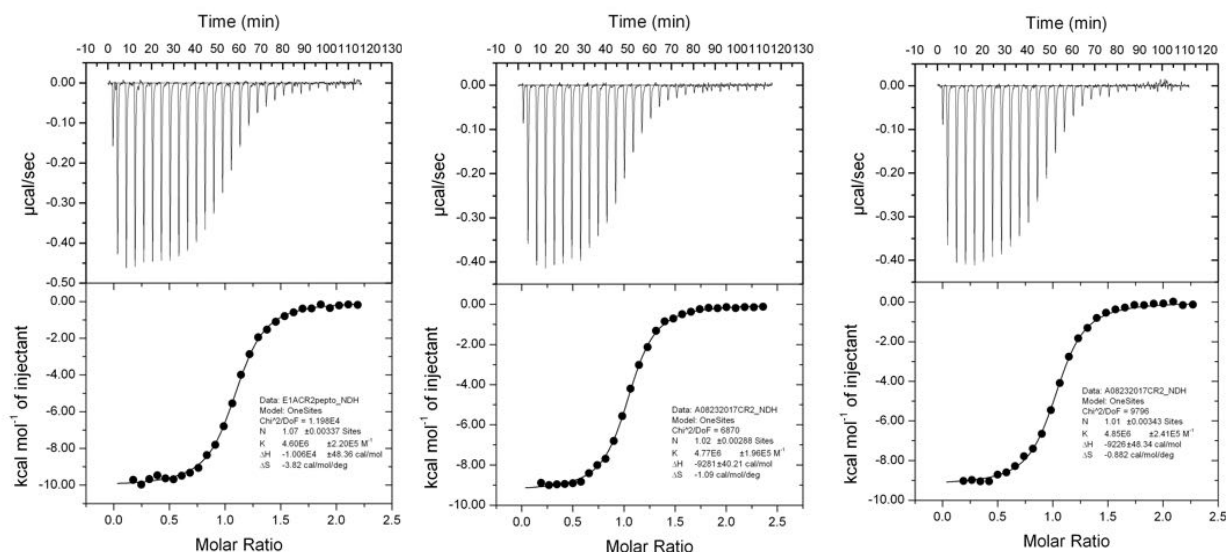 Time (min)
-10 0 10 20 30 40 50 60 70 80 90 100 110 120 130
0.00
-0.10
-0.20
-0.30
-0.40
-0.50
µcal/sec
0.00
-2.00
-4.00
-6.00
-8.00
-10.00
kcal mol⁻¹ of injectant
Data: E1ACR2pepto_NDH
Model: OneSites
Chi^2/DoF = 1.198E4
N 1.07 ±0.00337 Sites
K 4.60E6 ±2.20E5 M⁻¹
ΔH -1.006E4 ±48.36 cal/mol
ΔS -3.82 cal/mol/deg
0.0 0.5 1.0 1.5 2.0 2.5
Molar Ratio
Time (min)
-10 0 10 20 30 40 50 60 70 80 90 100 110 120 130
0.00
-0.10
-0.20
-0.30
-0.40
µcal/sec
0.00
-2.00
-4.00
-6.00
-8.00
-10.00
kcal mol⁻¹ of injectant
Data: A08232017CR2_NDH
Model: OneSites
Chi^2/DoF = 6870
N 1.02 ±0.00288 Sites
K 4.77E6 ±1.96E5 M⁻¹
ΔH -9281 ±40.21 cal/mol
ΔS -1.09 cal/mol/deg
0.0 0.5 1.0 1.5 2.0 2.5
Molar Ratio
Time (min)
-10 0 10 20 30 40 50 60 70 80 90 100 110 120 130
0.00
-0.10
-0.20
-0.30
-0.40
µcal/sec
0.00
-2.00
-4.00
-6.00
-8.00
-10.00
kcal mol⁻¹ of injectant
Data: A08232017CR2_NDH
Model: OneSites
Chi^2/DoF = 9796
N 1.01 ±0.00343 Sites
K 4.85E6 ±2.41E5 M⁻¹
ΔH -9226 ±48.34 cal/mol
ΔS -0.882 cal/mol/deg
0.0 0.5 1.0 1.5 2.0 2.5
Molar Ratio